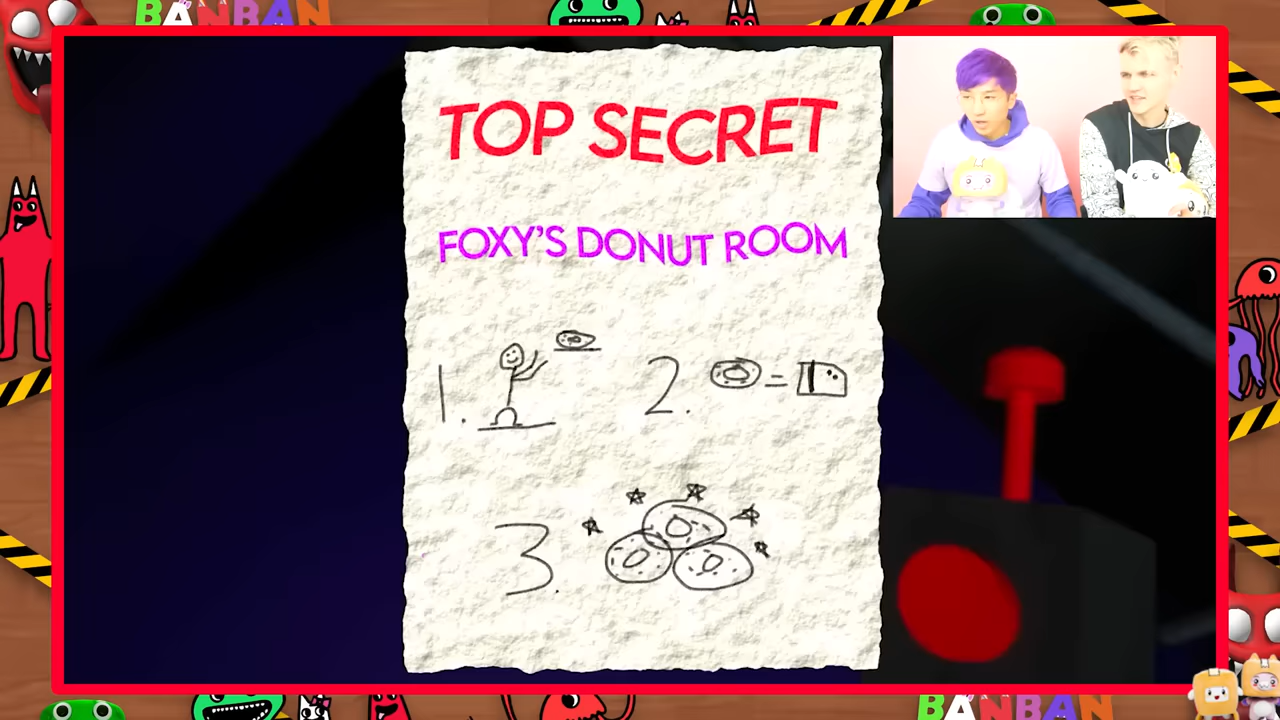 BANBAN
TOP SECRET
FOXY'S DONUT ROOM
1.
2. =
3.
BANBAN